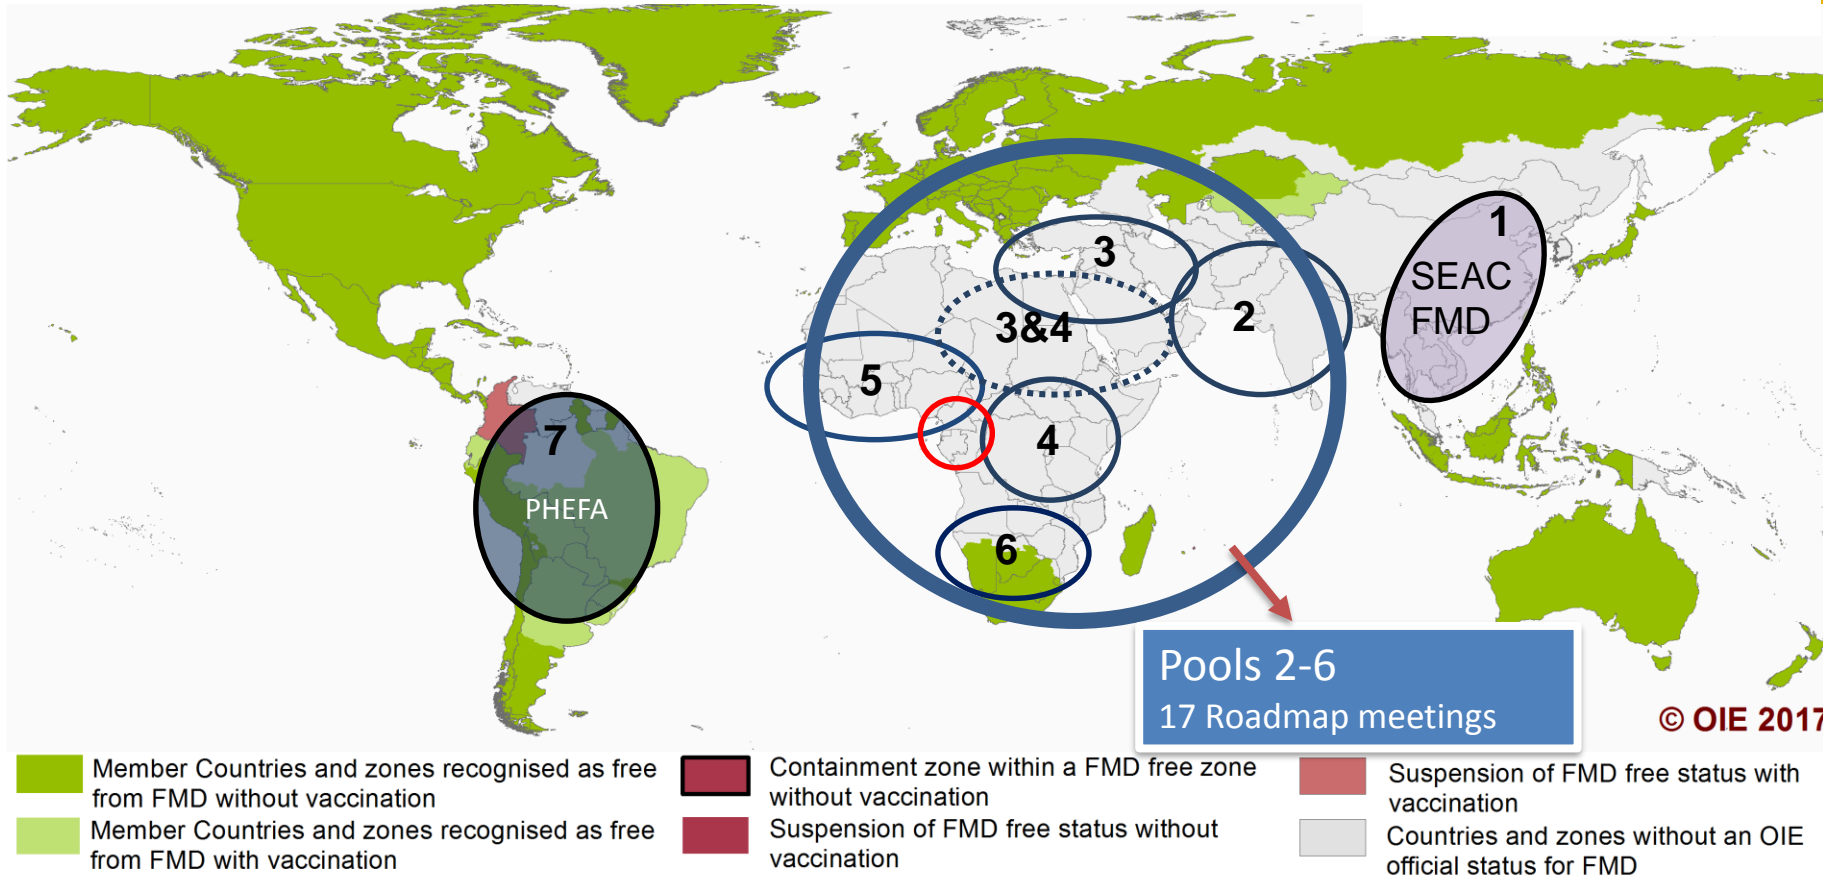 1
SEAC
FMD
3
3&4
2
5
4
7
PHEFA
6
Pools 2-6
17 Roadmap meetings
© OIE 2017
Member Countries and zones recognised as free
from FMD without vaccination
Member Countries and zones recognised as free
from FMD with vaccination
Containment zone within a FMD free zone
without vaccination
Suspension of FMD free status without
vaccination
Suspension of FMD free status with
vaccination
Countries and zones without an OIE
official status for FMD